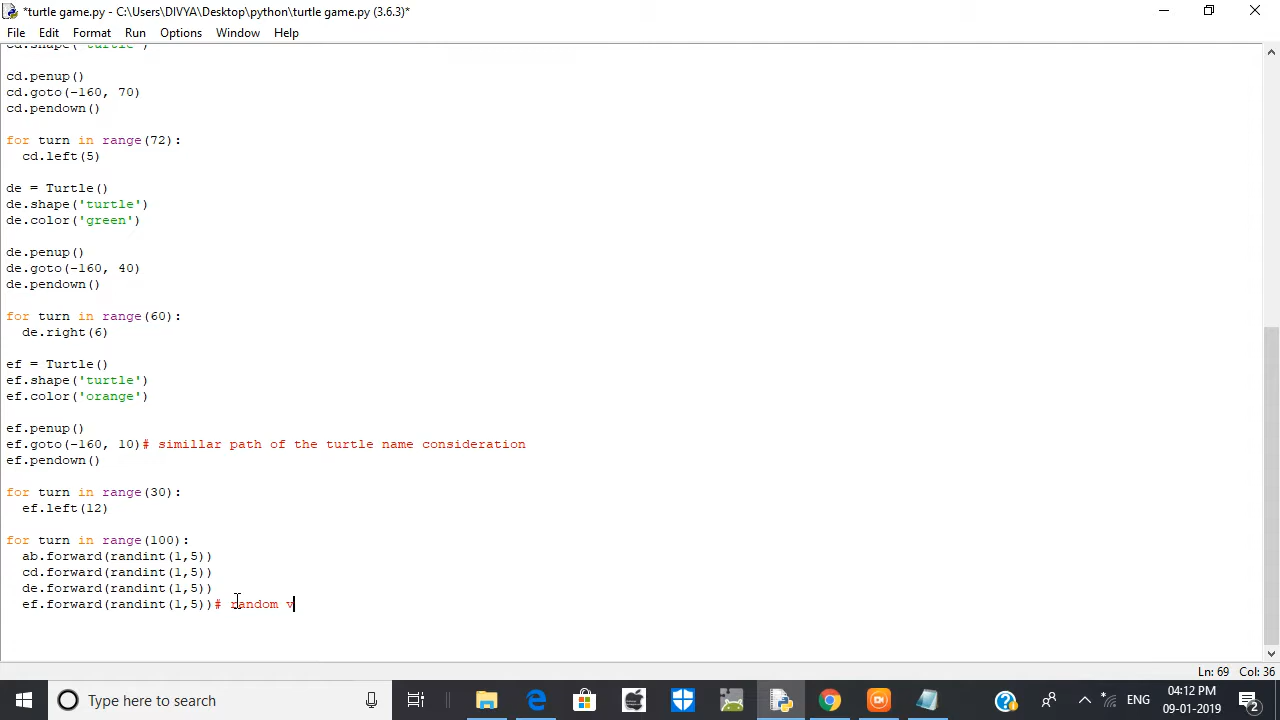 *turtle game.py - C:\Users\DIVYA\Desktop\python\turtle game.py (3.6.3)*
File Edit Format Run Options Window Help
cd.shape('turtle')
cd.penup()
cd.goto(-160, 70)
cd.pendown()
for turn in range(72):
cd.left(5)
de = Turtle()
de.shape('turtle')
de.color('green')
de.penup()
de.goto(-160, 40)
de.pendown()
for turn in range(60):
de.right(6)
ef = Turtle()
ef.shape('turtle')
ef.color('orange')
ef.penup()
ef.goto(-160, 10)# simillar path of the turtle name consideration
ef.pendown()
for turn in range(30):
ef.left(12)
for turn in range(100):
ab.forward(randint(1,5))
cd.forward(randint(1,5))
de.forward(randint(1,5))
ef.forward(randint(1,5))# random v
Ln: 69 Col: 36
Type here to search
ENG
04:12 PM
09-01-2019
2